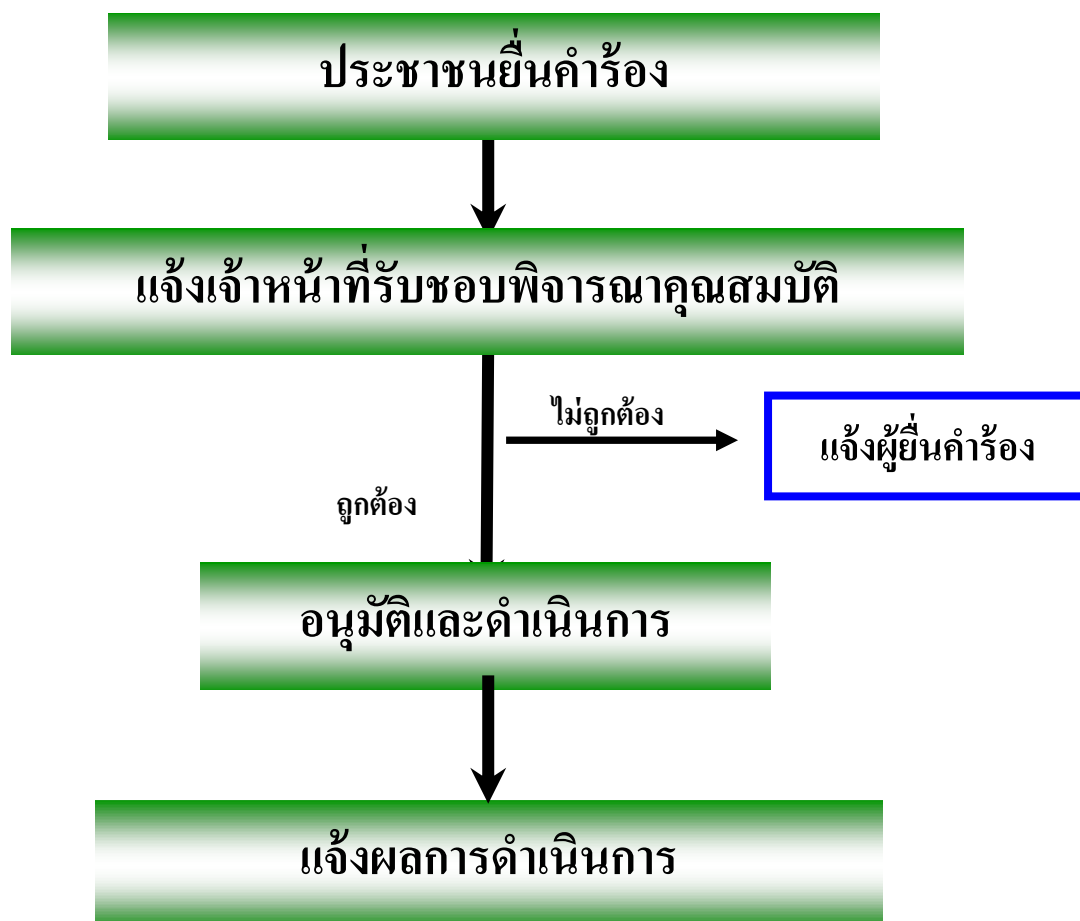 ประชาชนยื่นคำร้อง
แจ้งเจ้าหน้าที่รับชอบพิจารณาคุณสมบัติ
ไม่ถูกต้อง
แจ้งผู้ยื่นคำร้อง
ถูกต้อง
อนุมัติและดำเนินการ
แจ้งผลการดำเนินการ